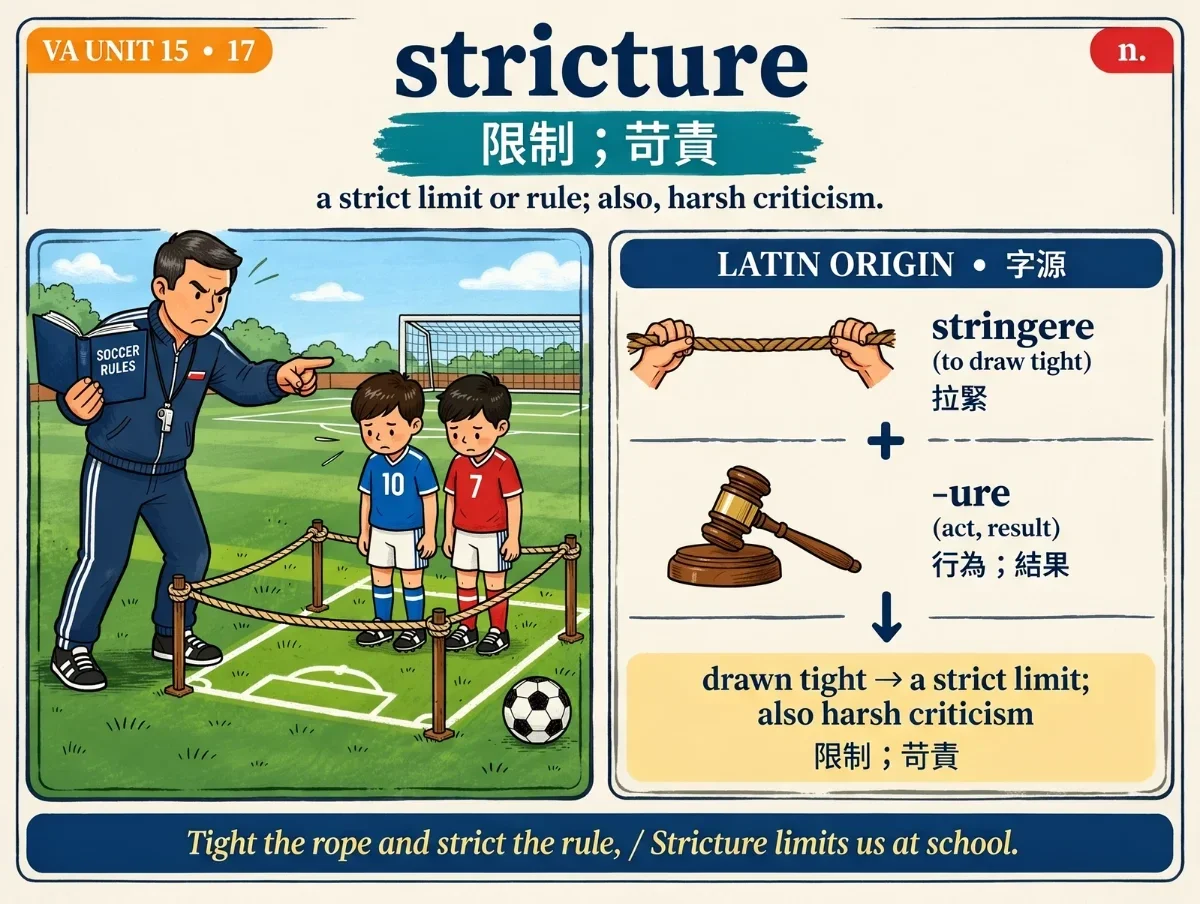 VA UNIT 15 • 17
n.
stricture
限制；苛責
a strict limit or rule; also, harsh criticism.
SOCCER
RULES
10
7
LATIN ORIGIN • 字源
stringere
(to draw tight)
拉緊
+
–ure
(act, result)
行為；結果
drawn tight → a strict limit;
also harsh criticism
限制；苛責
Tight the rope and strict the rule, / Stricture limits us at school.